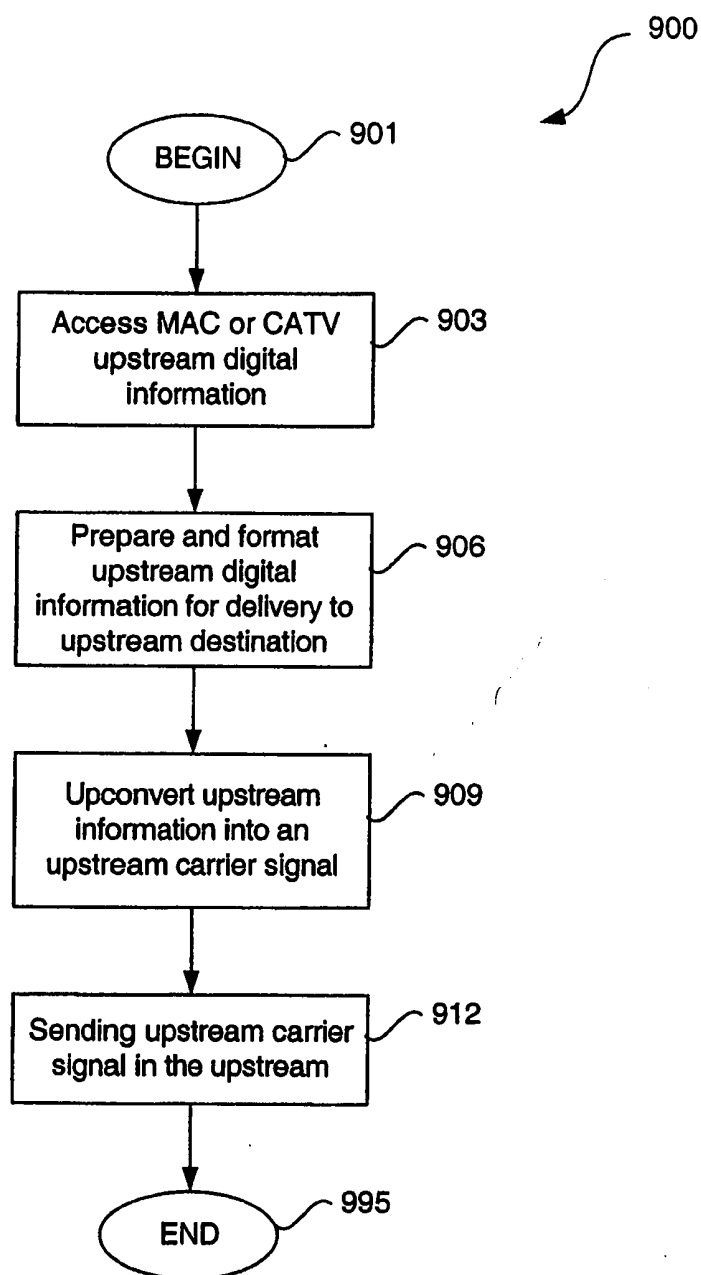 900
BEGIN
901
Access MAC or CATV
upstream digital
information
903
Prepare and format
upstream digital
information for delivery to
upstream destination
906
Upconvert upstream
information into an
upstream carrier signal
909
Sending upstream carrier
signal in the upstream
912
END
995